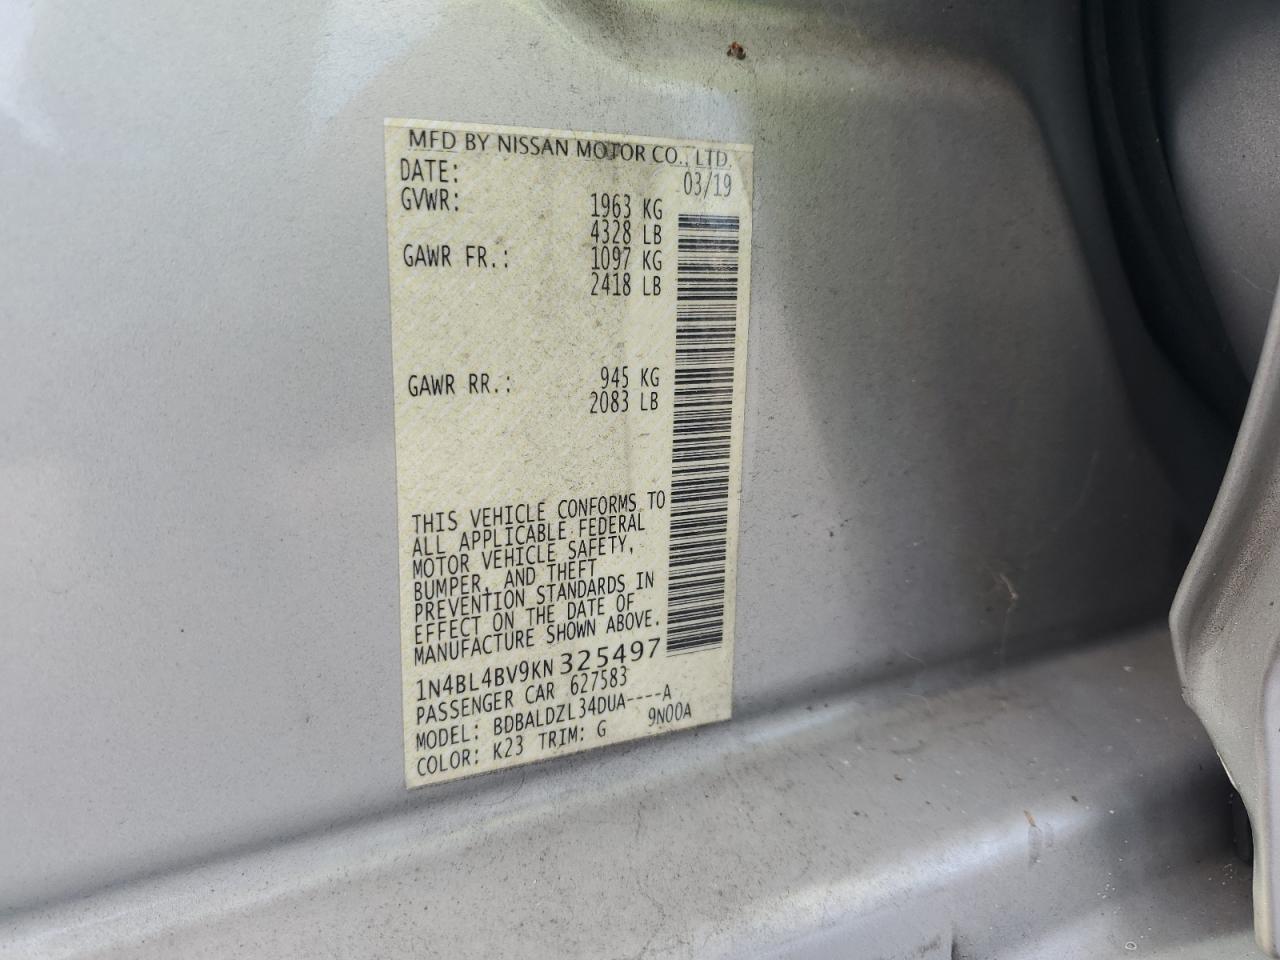 MFD BY NISSAN MOTOR CO., LTD.
DATE: 03/19
GVWR: 1963 KG
4328 LB
GAWR FR.: 1097 KG
2418 LB
GAWR RR.: 945 KG
2083 LB
THIS VEHICLE CONFORMS TO
ALL APPLICABLE FEDERAL
MOTOR VEHICLE SAFETY,
BUMPER, AND THEFT
PREVENTION STANDARDS IN
EFFECT ON THE DATE OF
MANUFACTURE SHOWN ABOVE.
1N4BL4BV9KN325497
PASSENGER CAR 627583
MODEL: BDBALDZL34DUA----A
COLOR: K23 TRIM: G 9N00A